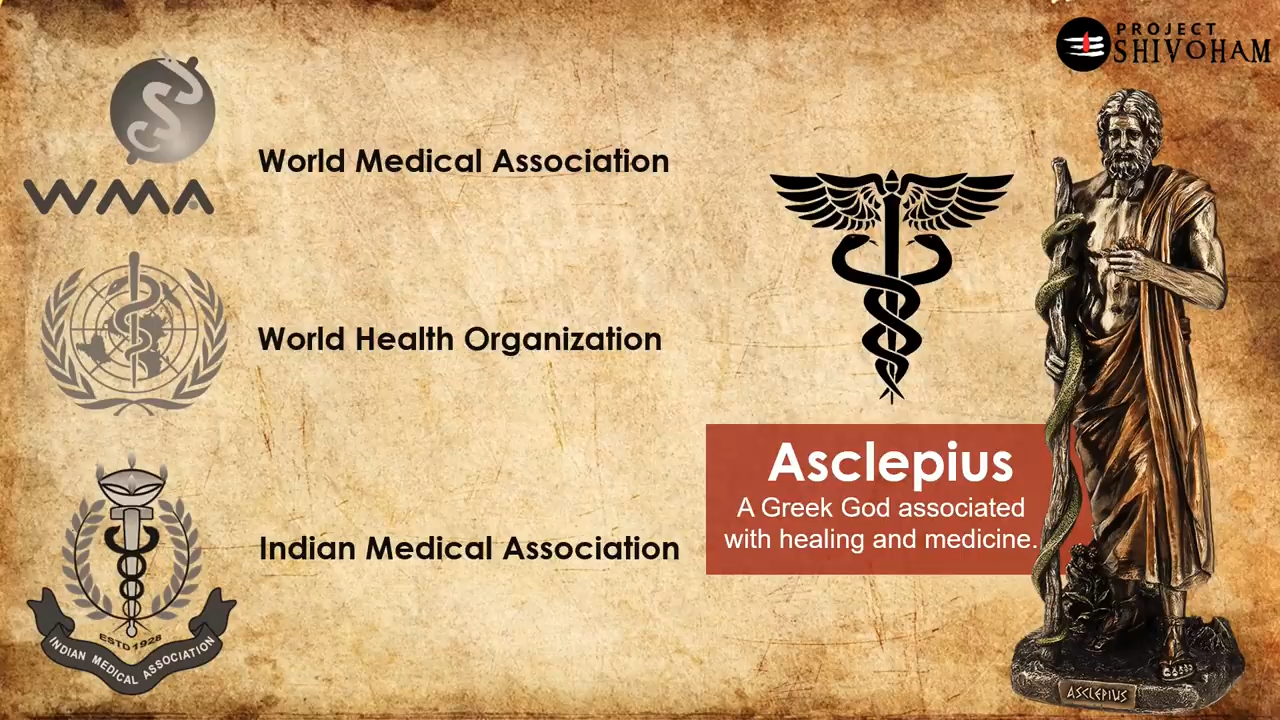 PROJECT
SHIVOHAM
WMA
World Medical Association
World Health Organization
Indian Medical Association
ESTD 1928
INDIAN MEDICAL ASSOCIATION
Asclepius
A Greek God associated
with healing and medicine.
ASCLEPIUS